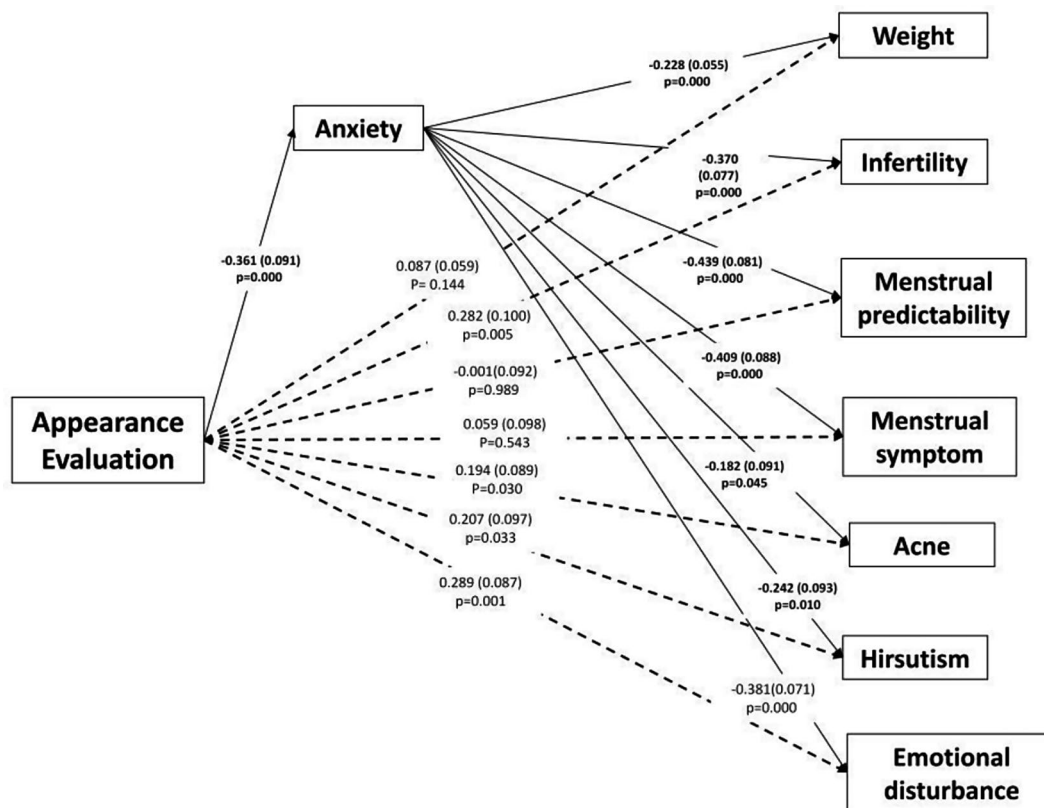 Weight
-0.228 (0.055)
p=0.000
Anxiety
Infertility
-0.370
(0.077)
p=0.000
-0.361 (0.091)
p=0.000
0.087 (0.059)
P= 0.144
-0.439 (0.081)
p=0.000
Menstrual
predictability
0.282 (0.100)
p=0.005
-0.001(0.092)
p=0.989
-0.409 (0.088)
p=0.000
Appearance
Evaluation
0.059 (0.098)
P=0.543
Menstrual
symptom
0.194 (0.089)
P=0.030
-0.182 (0.091)
p=0.045
0.207 (0.097)
p=0.033
Acne
0.289 (0.087)
p=0.001
-0.242 (0.093)
p=0.010
Hirsutism
-0.381(0.071)
p=0.000
Emotional
disturbance